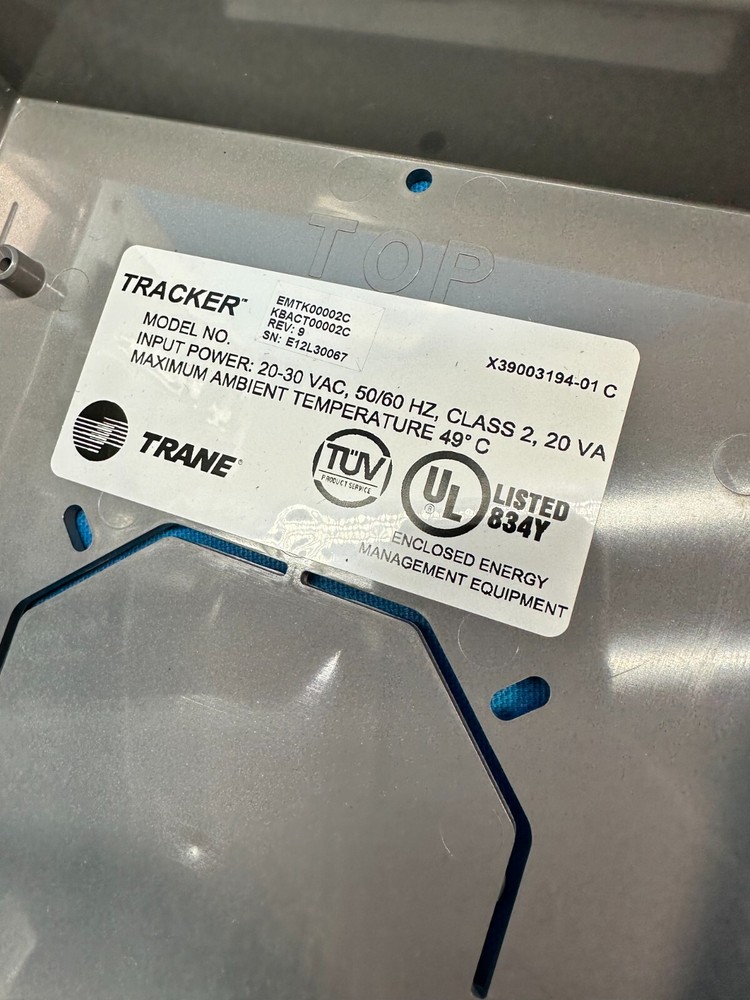 TOP
TRACKER™
EMTK00002C
KBACT00002C
REV: 9
SN: E12L30067
X39003194-01 C
MODEL NO.
INPUT POWER: 20-30 VAC, 50/60 HZ, CLASS 2, 20 VA
MAXIMUM AMBIENT TEMPERATURE 49° C
TRANE®
TÜV
PRODUCT SERVICE
UL®
LISTED
834Y
ENCLOSED ENERGY
MANAGEMENT EQUIPMENT